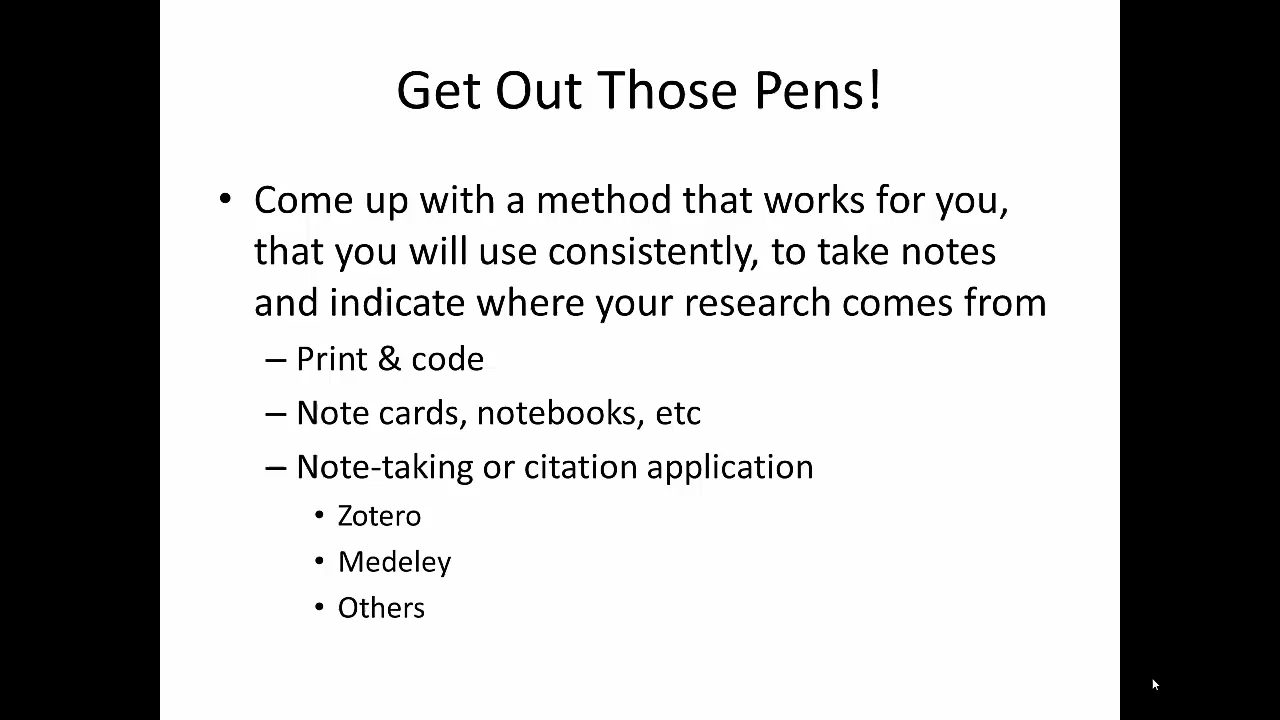 Get Out Those Pens!
• Come up with a method that works for you,
that you will use consistently, to take notes
and indicate where your research comes from
– Print & code
– Note cards, notebooks, etc
– Note-taking or citation application
• Zotero
• Medeley
• Others